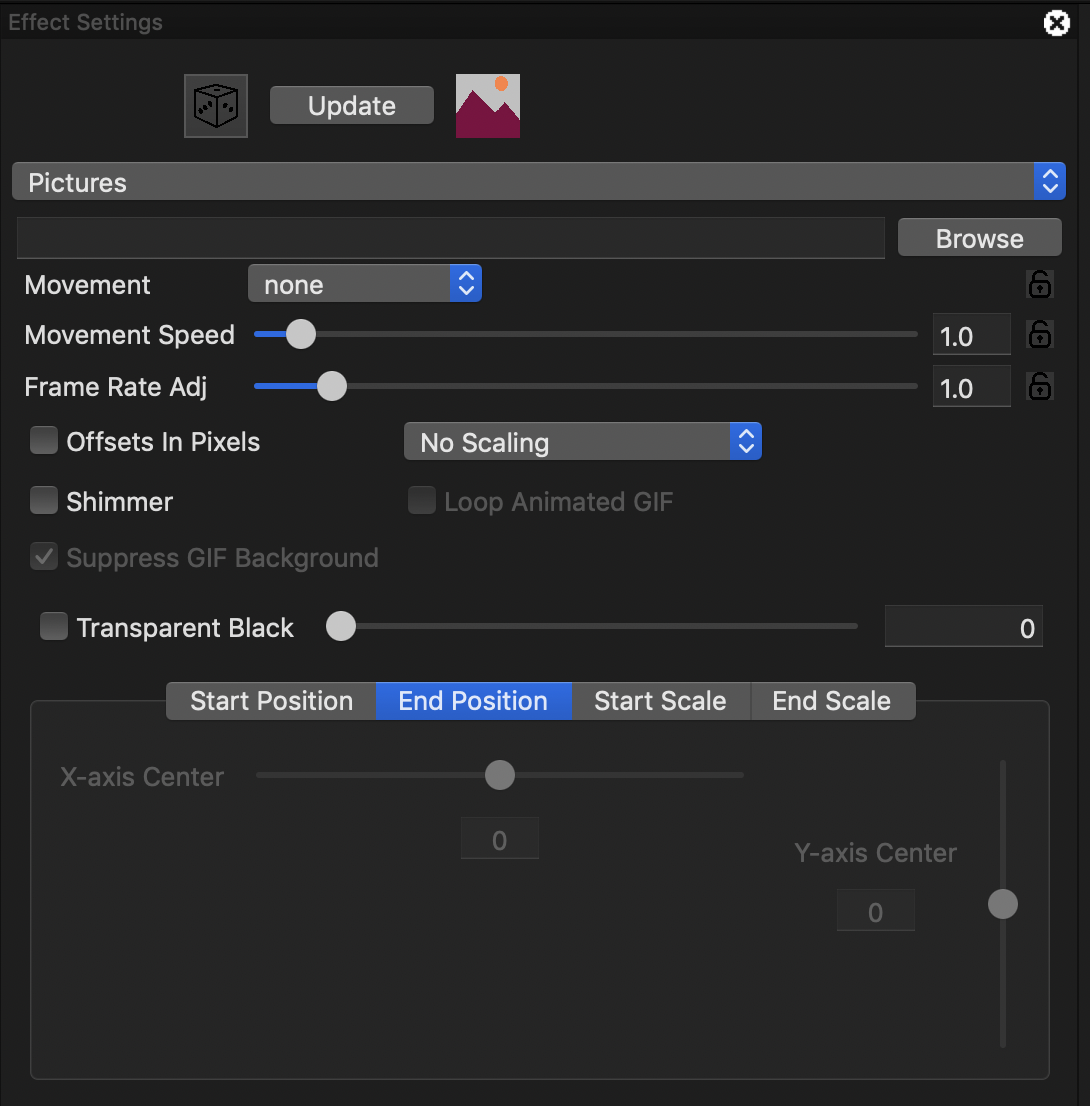 Effect Settings
Update
Pictures
Browse
Movement none
Movement Speed 1.0
Frame Rate Adj 1.0
Offsets In Pixels No Scaling
Shimmer Loop Animated GIF
Suppress GIF Background
Transparent Black 0
Start Position End Position Start Scale End Scale
X-axis Center
0
Y-axis Center
0